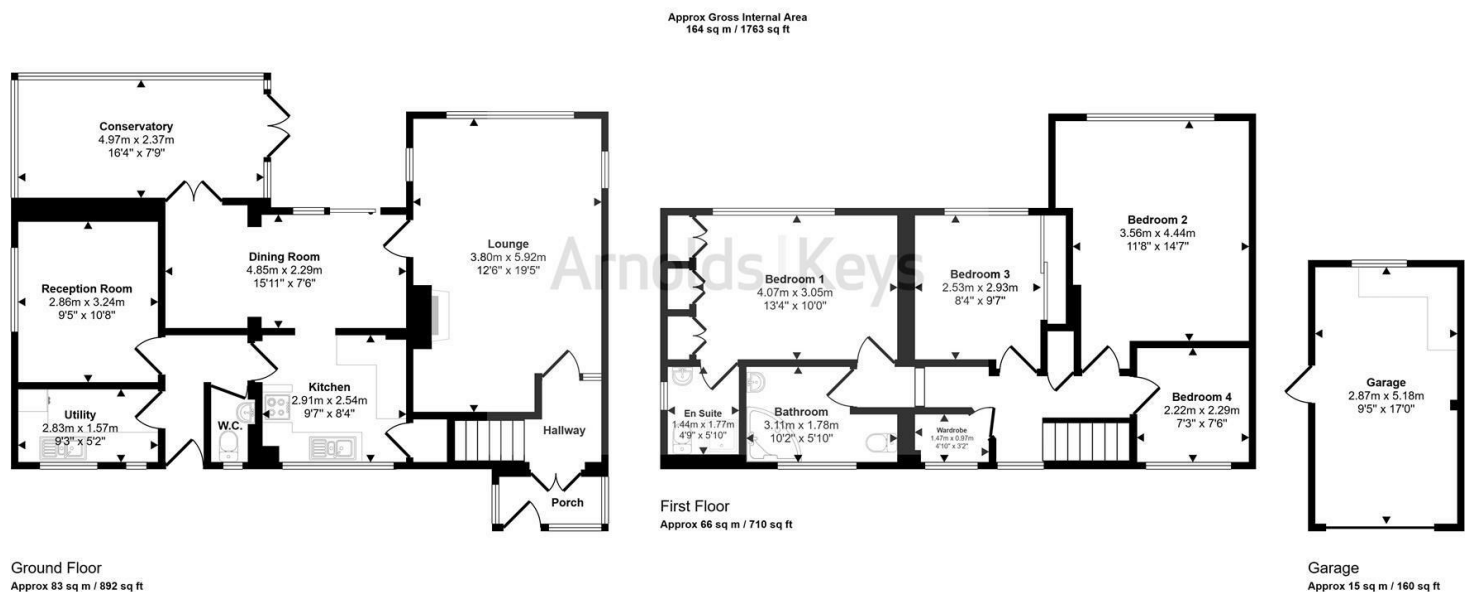 Approx Gross Internal Area
164 sq m / 1763 sq ft
Conservatory
4.97m x 2.37m
16'4" x 7'9"
Reception Room
2.86m x 3.24m
9'5" x 10'8"
Dining Room
4.85m x 2.29m
15'11" x 7'6"
Lounge
3.80m x 5.92m
12'6" x 19'5"
Utility
2.83m x 1.57m
9'3" x 5'2"
W.C.
Kitchen
2.91m x 2.54m
9'7" x 8'4"
Hallway
Porch
Ground Floor
Approx 83 sq m / 892 sq ft
Arnolds | Keys
Bedroom 1
4.07m x 3.05m
13'4" x 10'0"
Bedroom 3
2.53m x 2.93m
8'4" x 9'7"
Bedroom 2
3.56m x 4.44m
11'8" x 14'7"
En Suite
1.44m x 1.77m
4'9" x 5'10"
Bathroom
3.11m x 1.78m
10'2" x 5'10"
Wardrobe
1.47m x 0.97m
4'10" x 3'2"
Bedroom 4
2.22m x 2.29m
7'3" x 7'6"
First Floor
Approx 66 sq m / 710 sq ft
Garage
2.87m x 5.18m
9'5" x 17'0"
Garage
Approx 15 sq m / 160 sq ft